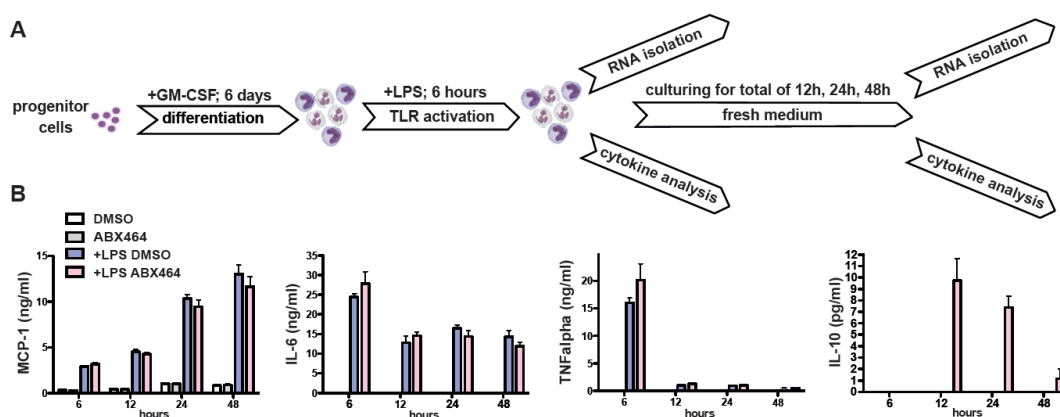 A
progenitor
cells
+GM-CSF; 6 days
differentiation
+LPS; 6 hours
TLR activation
RNA isolation
cytokine analysis
culturing for total of 12h, 24h, 48h
fresh medium
RNA isolation
cytokine analysis
B
DMSO
ABX464
+LPS DMSO
+LPS ABX464
MCP-1 (ng/ml)
15
10
5
0
6 12 24 48
hours
IL-6 (ng/ml)
35
30
25
20
15
10
5
0
6 12 24 48
hours
TNFalpha (ng/ml)
25
20
15
10
5
0
6 12 24 48
hours
IL-10 (pg/ml)
12
11
10
9
8
7
6
5
4
3
2
1
0
6 12 24 48
hours